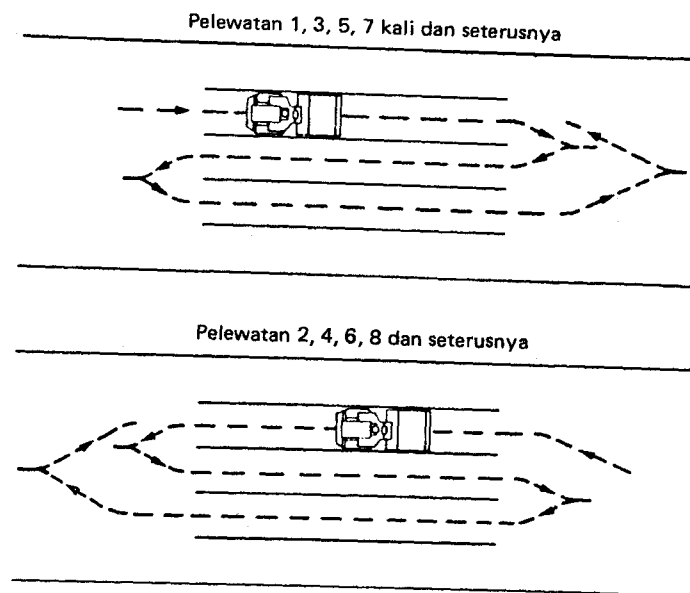 Pelewatan 1, 3, 5, 7 kali dan seterusnya
Pelewatan 2, 4, 6, 8 dan seterusnya